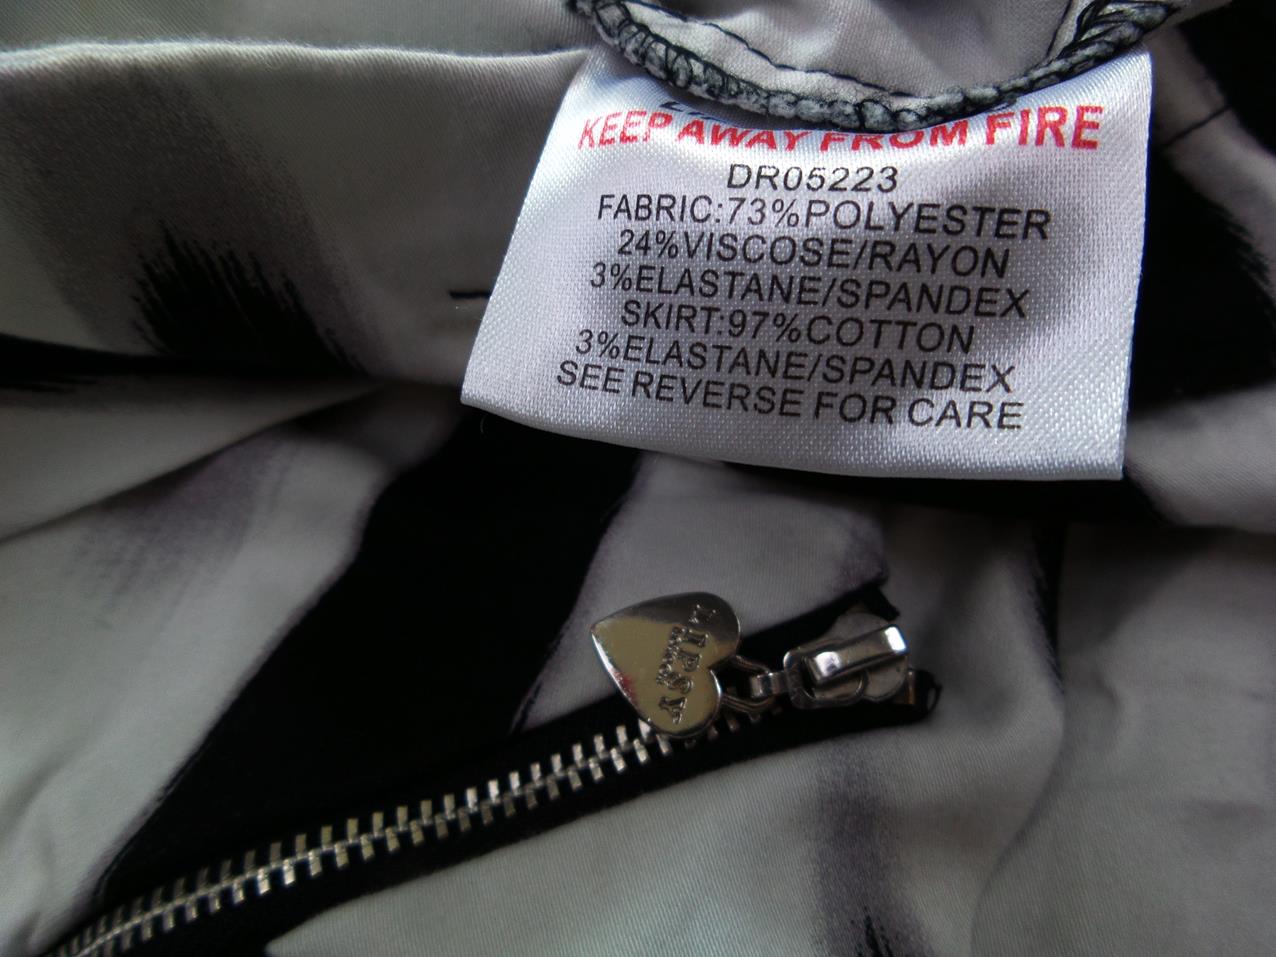 KEEP AWAY FROM FIRE
DR05223
FABRIC:73%POLYESTER
24%VISCOSE/RAYON
3%ELASTANE/SPANDEX
SKIRT:97%COTTON
3%ELASTANE/SPANDEX
SEE REVERSE FOR CARE
LIPSY